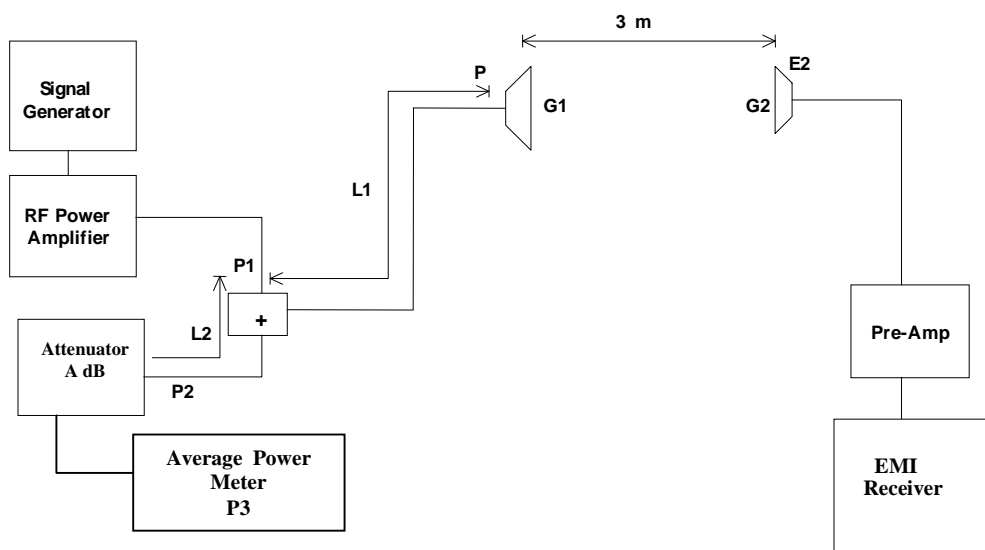 3 m
Signal
Generator
P
E2
G1
G2
L1
RF Power
Amplifier
P1
+
L2
Attenuator
A dB
P2
Pre-Amp
Average Power
Meter
P3
EMI
Receiver